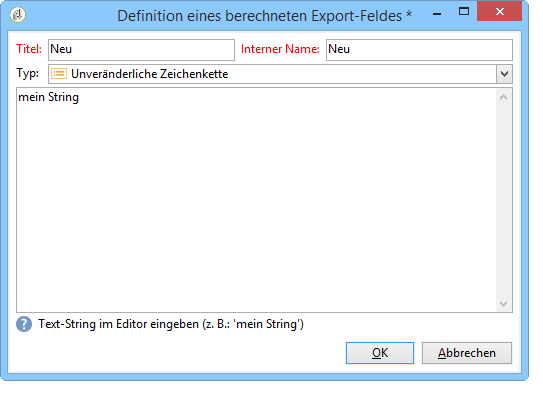 Definition eines berechneten Export-Feldes *
Titel: Neu Interner Name: Neu
Typ: Unveränderliche Zeichenkette
mein String
? Text-String im Editor eingeben (z. B.: 'mein String')
OK Abbrechen